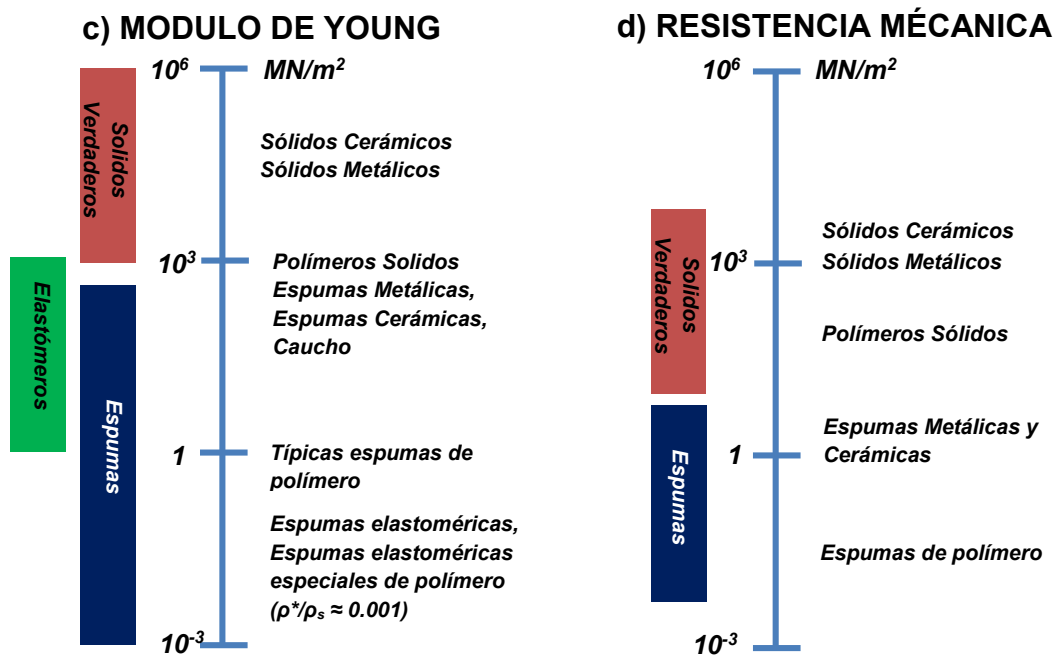 c) MODULO DE YOUNG
10⁶
MN/m²
Solidos
Verdaderos
Sólidos Cerámicos
Sólidos Metálicos
10³
Polímeros Solidos
Espumas Metálicas,
Espumas Cerámicas,
Caucho
Elastómeros
Espumas
1
Típicas espumas de
polímero
Espumas elastoméricas,
Espumas elastoméricas
especiales de polímero
(ρ*/ρₛ ≈ 0.001)
10⁻³
d) RESISTENCIA MÉCANICA
10⁶
MN/m²
Solidos
Verdaderos
Sólidos Cerámicos
10³
Sólidos Metálicos
Polímeros Sólidos
Espumas
Espumas Metálicas y
1
Cerámicas
Espumas de polímero
10⁻³